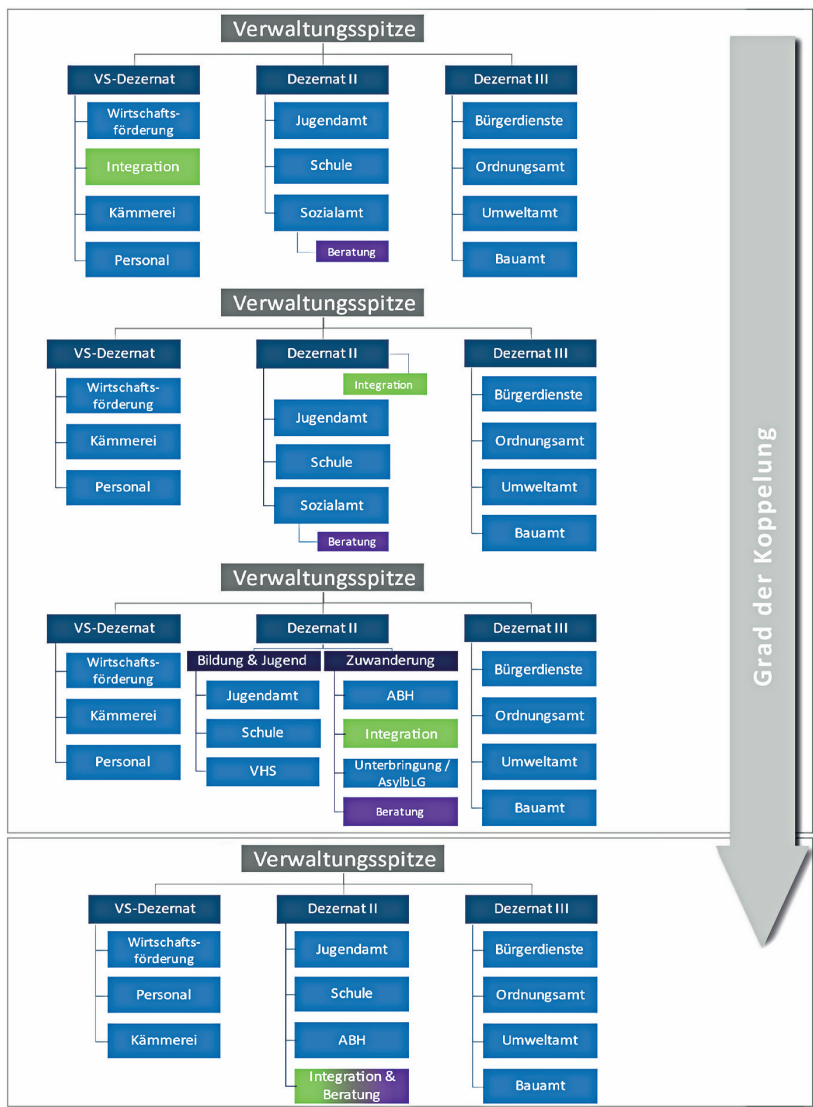 Verwaltungsspitze
VS-Dezernat
Wirtschafts-
förderung
Integration
Kämmerei
Personal
Dezernat II
Jugendamt
Schule
Sozialamt
Beratung
Dezernat III
Bürgerdienste
Ordnungsamt
Umweltamt
Bauamt
Verwaltungsspitze
VS-Dezernat
Wirtschafts-
förderung
Kämmerei
Personal
Dezernat II
Integration
Jugendamt
Schule
Sozialamt
Beratung
Dezernat III
Bürgerdienste
Ordnungsamt
Umweltamt
Bauamt
Verwaltungsspitze
VS-Dezernat
Wirtschafts-
förderung
Kämmerei
Personal
Dezernat II
Bildung & Jugend
Jugendamt
Schule
VHS
Zuwanderung
ABH
Integration
Unterbringung /
AsylbLG
Beratung
Dezernat III
Bürgerdienste
Ordnungsamt
Umweltamt
Bauamt
Verwaltungsspitze
VS-Dezernat
Wirtschafts-
förderung
Personal
Kämmerei
Dezernat II
Jugendamt
Schule
ABH
Integration &
Beratung
Dezernat III
Bürgerdienste
Ordnungsamt
Umweltamt
Bauamt
Grad der Koppelung